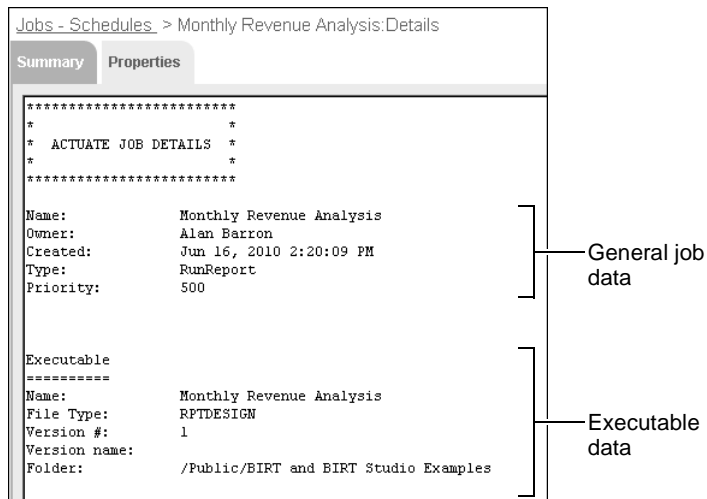 Jobs - Schedules > Monthly Revenue Analysis:Details
Summary Properties
*************************
* *
* ACTUATE JOB DETAILS *
* *
*************************
Name: Monthly Revenue Analysis
Owner: Alan Barron
Created: Jun 16, 2010 2:20:09 PM
Type: RunReport
Priority: 500
General job
data
Executable
==========
Name: Monthly Revenue Analysis
File Type: RPTDESIGN
Version #: 1
Version name:
Folder: /Public/BIRT and BIRT Studio Examples
Executable
data